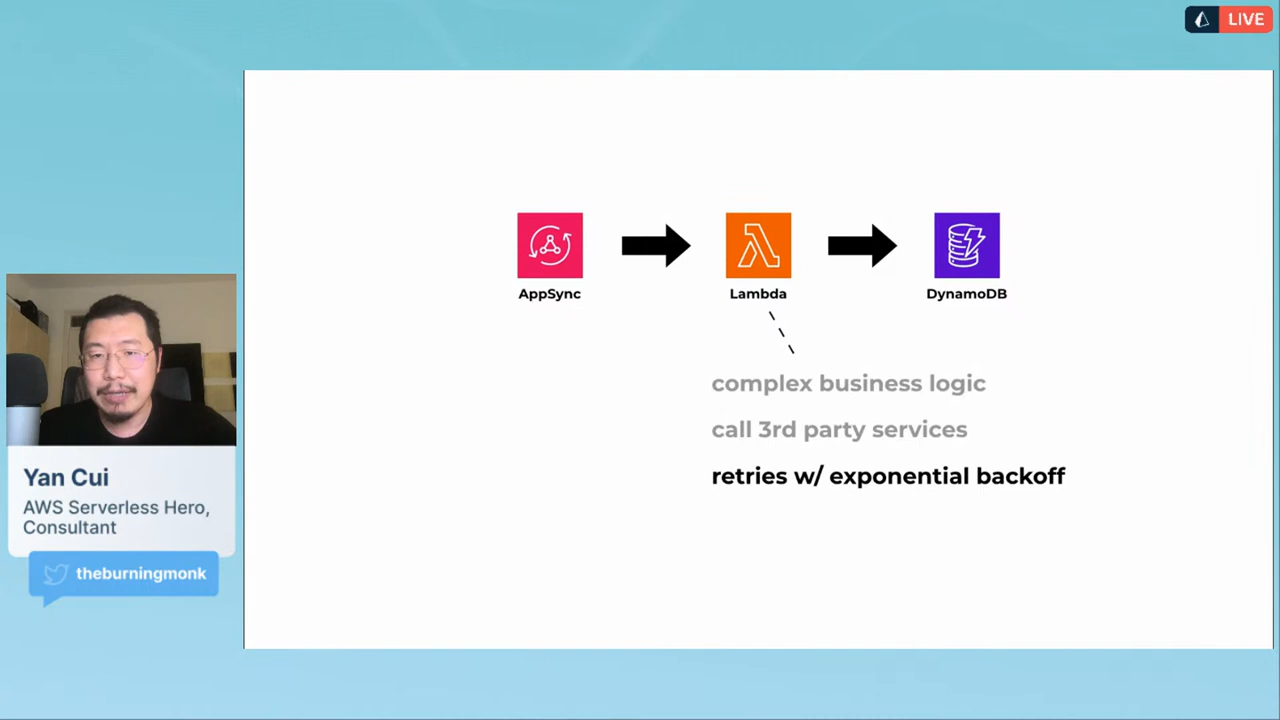 LIVE
AppSync
Lambda
DynamoDB
complex business logic
call 3rd party services
retries w/ exponential backoff
Yan Cui
AWS Serverless Hero,
Consultant
theburningmonk